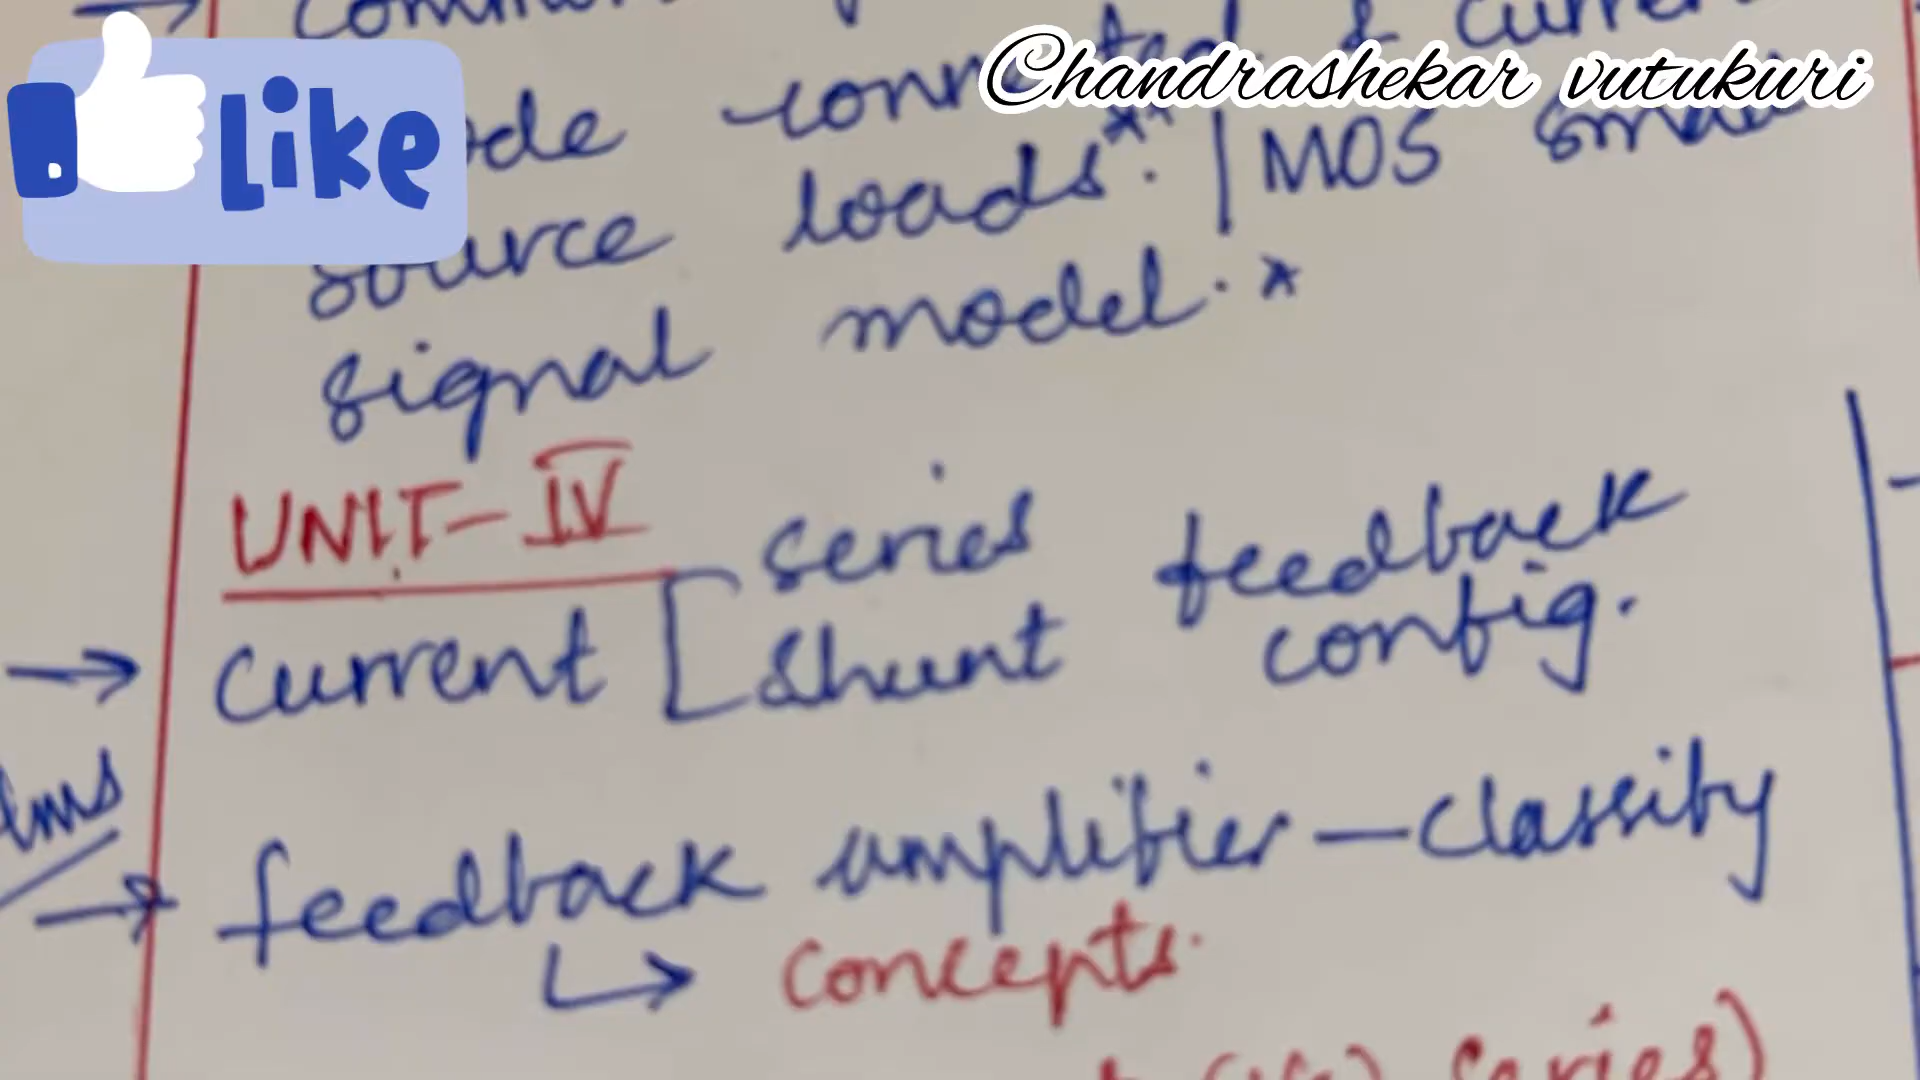 Like
Chandrashekar vutukuri
connected & current
source loads.** | MOS small
signal model. *
UNIT-IV
current [ series feedback
shunt config.
→ feedback amplifier - classify
↳ concepts.
series)